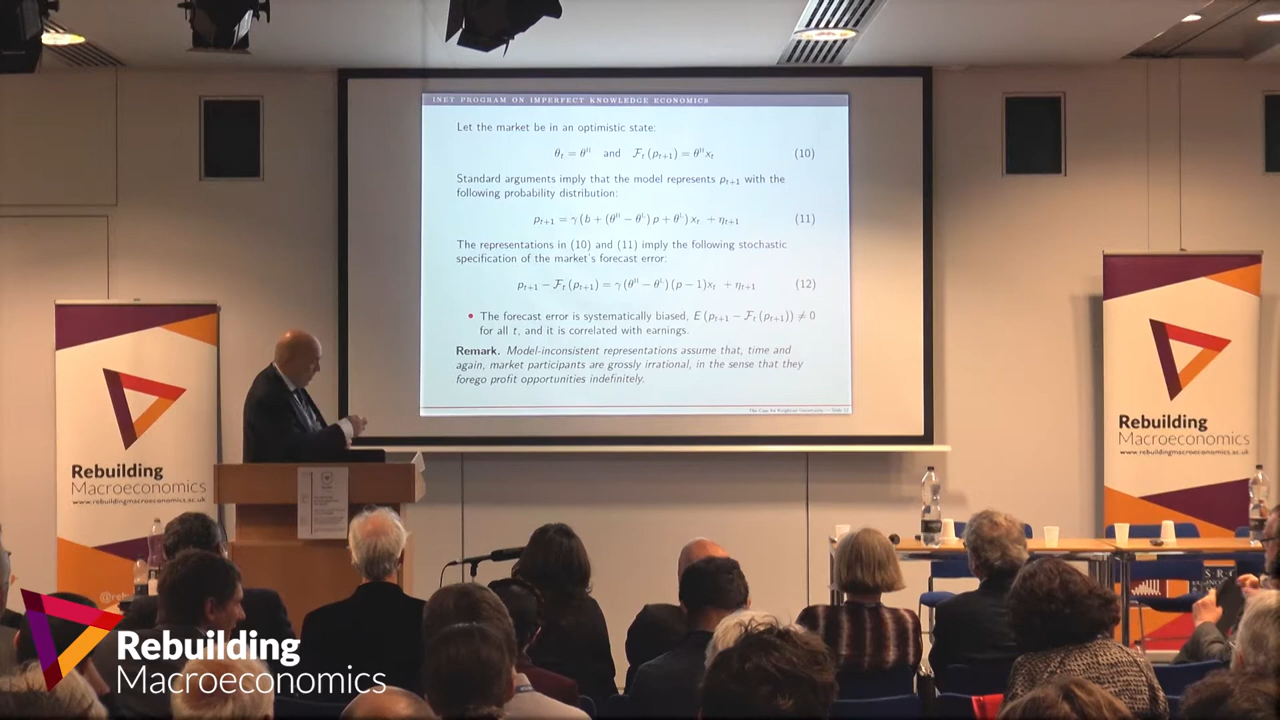 INET PROGRAM ON IMPERFECT KNOWLEDGE ECONOMICS
Let the market be in an optimistic state:
θₜ = θᴴ and ℱₜ(pₜ₊₁) = θᴴxₜ (10)
Standard arguments imply that the model represents pₜ₊₁ with the
following probability distribution:
pₜ₊₁ = γ(b + (θᴴ − θᴸ) p + θᴸ) xₜ + ηₜ₊₁ (11)
The representations in (10) and (11) imply the following stochastic
specification of the market's forecast error:
pₜ₊₁ − ℱₜ(pₜ₊₁) = γ(θᴴ − θᴸ)(p − 1)xₜ + ηₜ₊₁ (12)
• The forecast error is systematically biased, E(pₜ₊₁ − ℱₜ(pₜ₊₁)) ≠ 0
for all t, and it is correlated with earnings.
Remark. Model-inconsistent representations assume that, time and
again, market participants are grossly irrational, in the sense that they
forego profit opportunities indefinitely.
Rebuilding
Macroeconomics
www.rebuildingmacroeconomics.ac.uk
Rebuilding
Macroeconomics
www.rebuildingmacroeconomics.ac.uk
Rebuilding
Macroeconomics